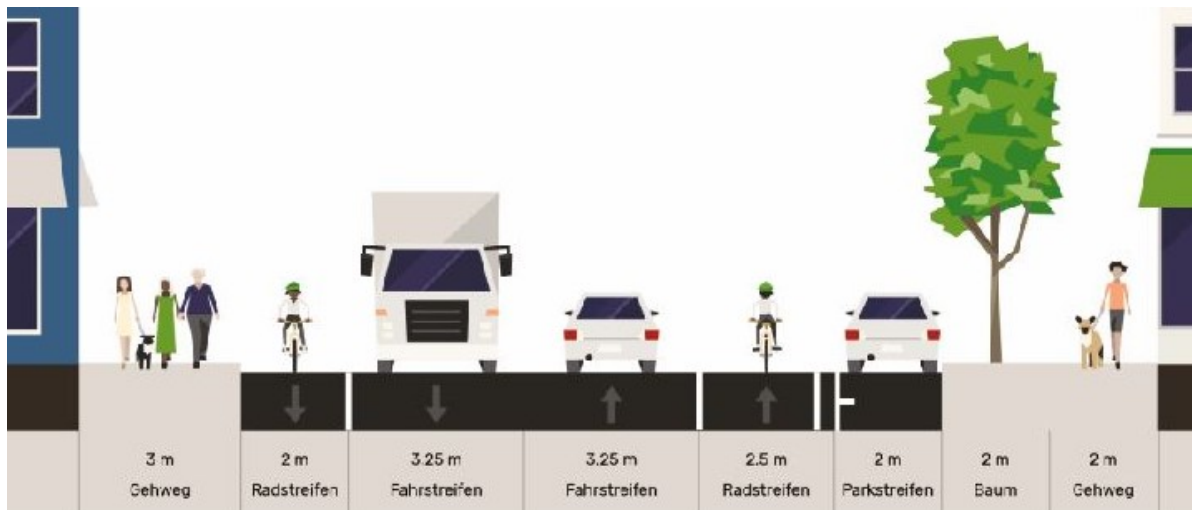 3 m
Gehweg
2 m
Radstreifen
3.25 m
Fahrstreifen
3.25 m
Fahrstreifen
2.5 m
Radstreifen
2 m
Parkstreifen
2 m
Baum
2 m
Gehweg